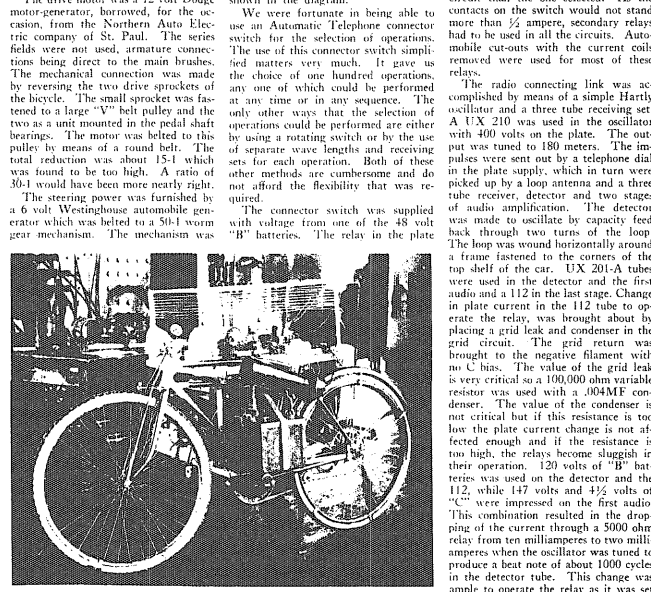 motor-generator, borrowed, for the oc-
casion, from the Northern Auto Elec-
tric company of St. Paul. The series
fields were not used, armature connec-
tions being direct to the main brushes.
The mechanical connection was made
by reversing the two drive sprockets of
the bicycle. The small sprocket was fas-
tened to a large "V" belt pulley and the
two as a unit mounted in the pedal shaft
bearings. The motor was belted to this
pulley by means of a round belt. The
total reduction was about 15-1 which
was found to be too high. A ratio of
30-1 would have been more nearly right.
The steering power was furnished by
a 6 volt Westinghouse automobile gen-
erator which was belted to a 50-1 worm
gear mechanism. The mechanism was
shown in the diagram.
We were fortunate in being able to
use an Automatic Telephone connector
switch for the selection of operations.
The use of this connector switch simpli-
fied matters very much. It gave us
the choice of one hundred operations,
any one of which could be performed
at any time or in any sequence. The
only other ways that the selection of
operations could be performed are either
by using a rotating switch or by the use
of separate wave lengths and receiving
sets for each operation. Both of these
other methods are cumbersome and do
not afford the flexibility that was re-
quired.
The connector switch was supplied
with voltage from one of the 48 volt
"B" batteries. The relay in the plate
contacts on the switch would not stand
more than ½ ampere, secondary relays
had to be used in all the circuits. Auto-
mobile cut-outs with the current coils
removed were used for most of these
relays.
The radio connecting link was ac-
complished by means of a simple Hartly
oscillator and a three tube receiving set.
A UX 210 was used in the oscillator
with 400 volts on the plate. The out-
put was tuned to 180 meters. The im-
pulses were sent out by a telephone dial
in the plate supply, which in turn were
picked up by a loop antenna and a three
tube receiver, detector and two stages
of audio amplification. The detector
was made to oscillate by capacity feed
back through two turns of the loop.
The loop was wound horizontally around
a frame fastened to the corners of the
top shelf of the car. UX 201-A tubes
were used in the detector and the first
audio and a 112 in the last stage. Change
in plate current in the 112 tube to op-
erate the relay, was brought about by
placing a grid leak and condenser in the
grid circuit. The grid return was
brought to the negative filament with
no C bias. The value of the grid leak
is very critical so a 100,000 ohm variable
resistor was used with a .004MF con-
denser. The value of the condenser is
not critical but if this resistance is too
low the plate current change is not af-
fected enough and if the resistance is
too high, the relays become sluggish in
their operation. 120 volts of "B" bat-
teries was used on the detector and the
112, while 147 volts and 4½ volts of
"C" were impressed on the first audio.
This combination resulted in the drop-
ping of the current through a 5000 ohm
relay from ten milliamperes to two milli-
amperes when the oscillator was tuned to
produce a beat note of about 1000 cycles
in the detector tube. This change was
ample to operate the relay as it was set